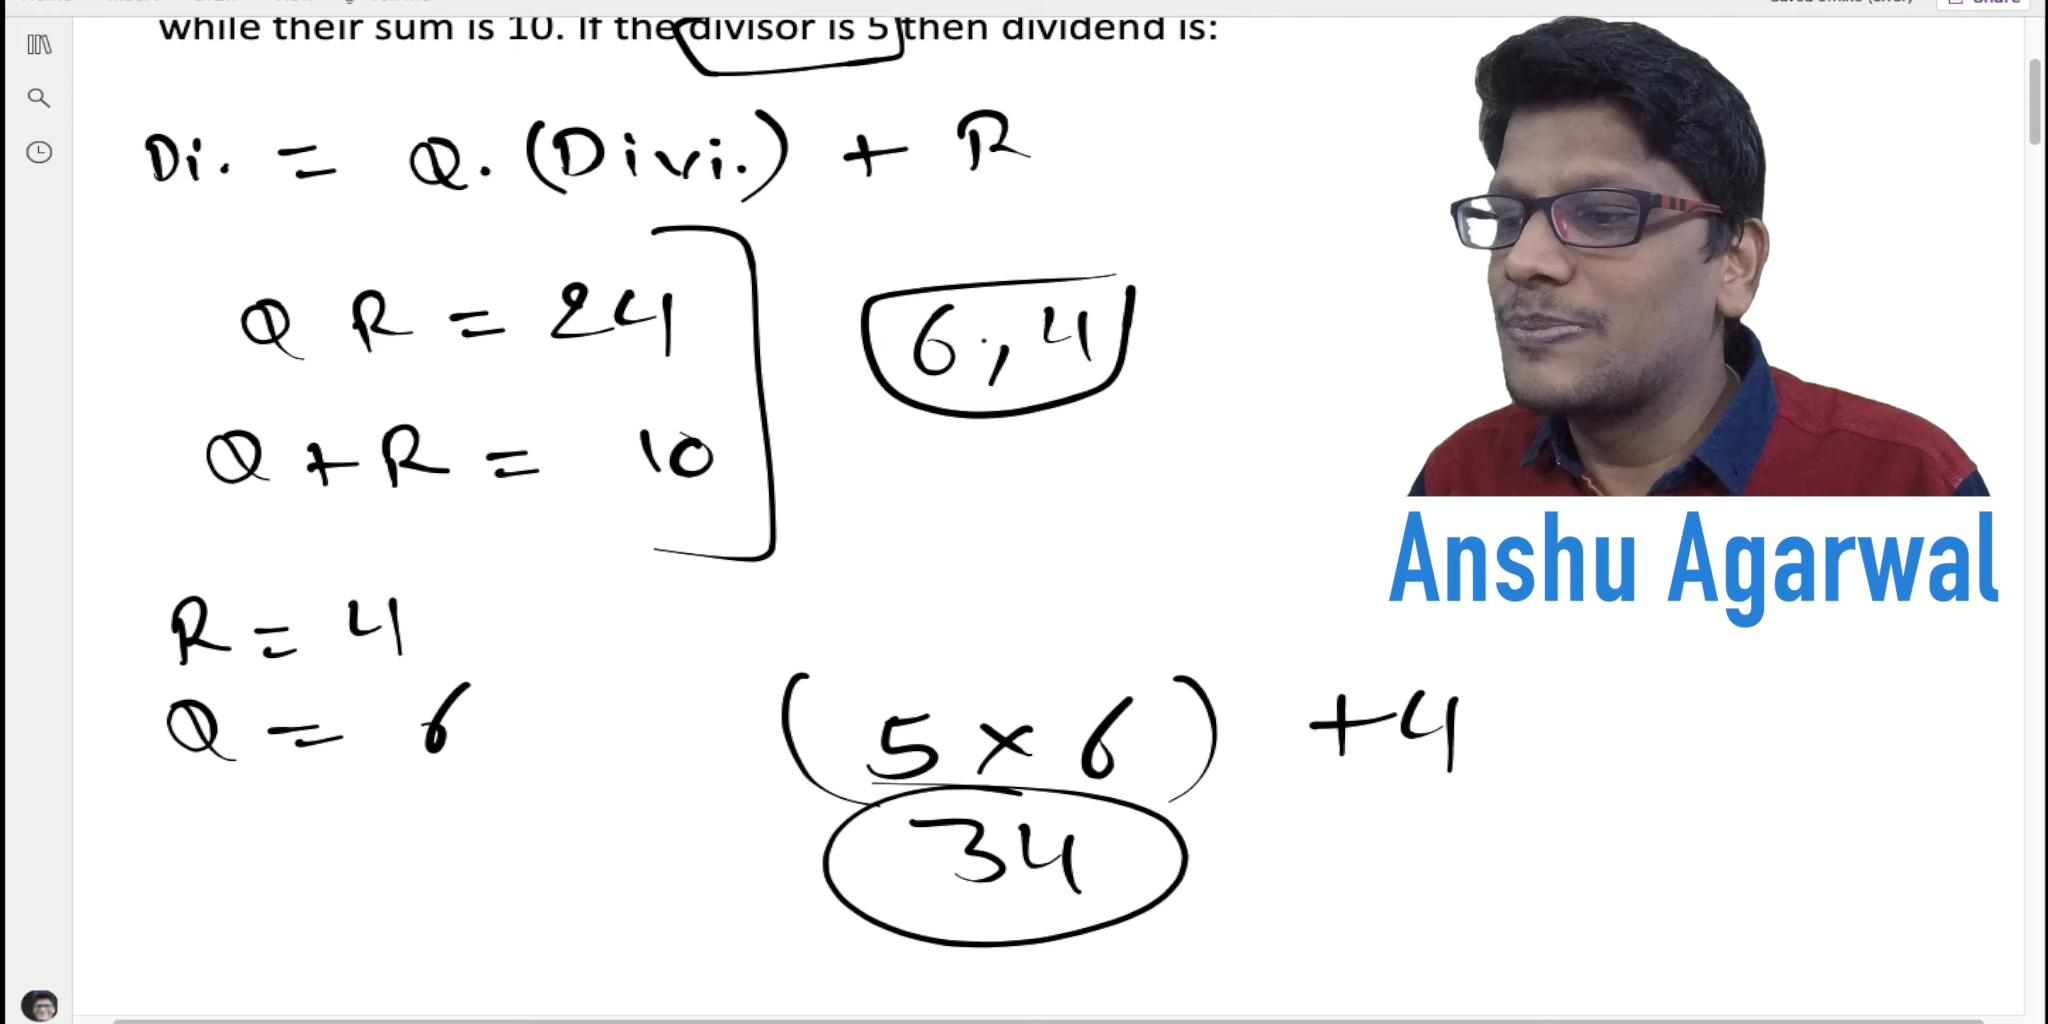 while their sum is 10. If the divisor is 5 then dividend is:
Di. = Q. (Divi.) + R
Q R = 24
6, 4
Q + R = 10
Anshu Agarwal
R = 4
Q = 6
(5 × 6) + 4
34